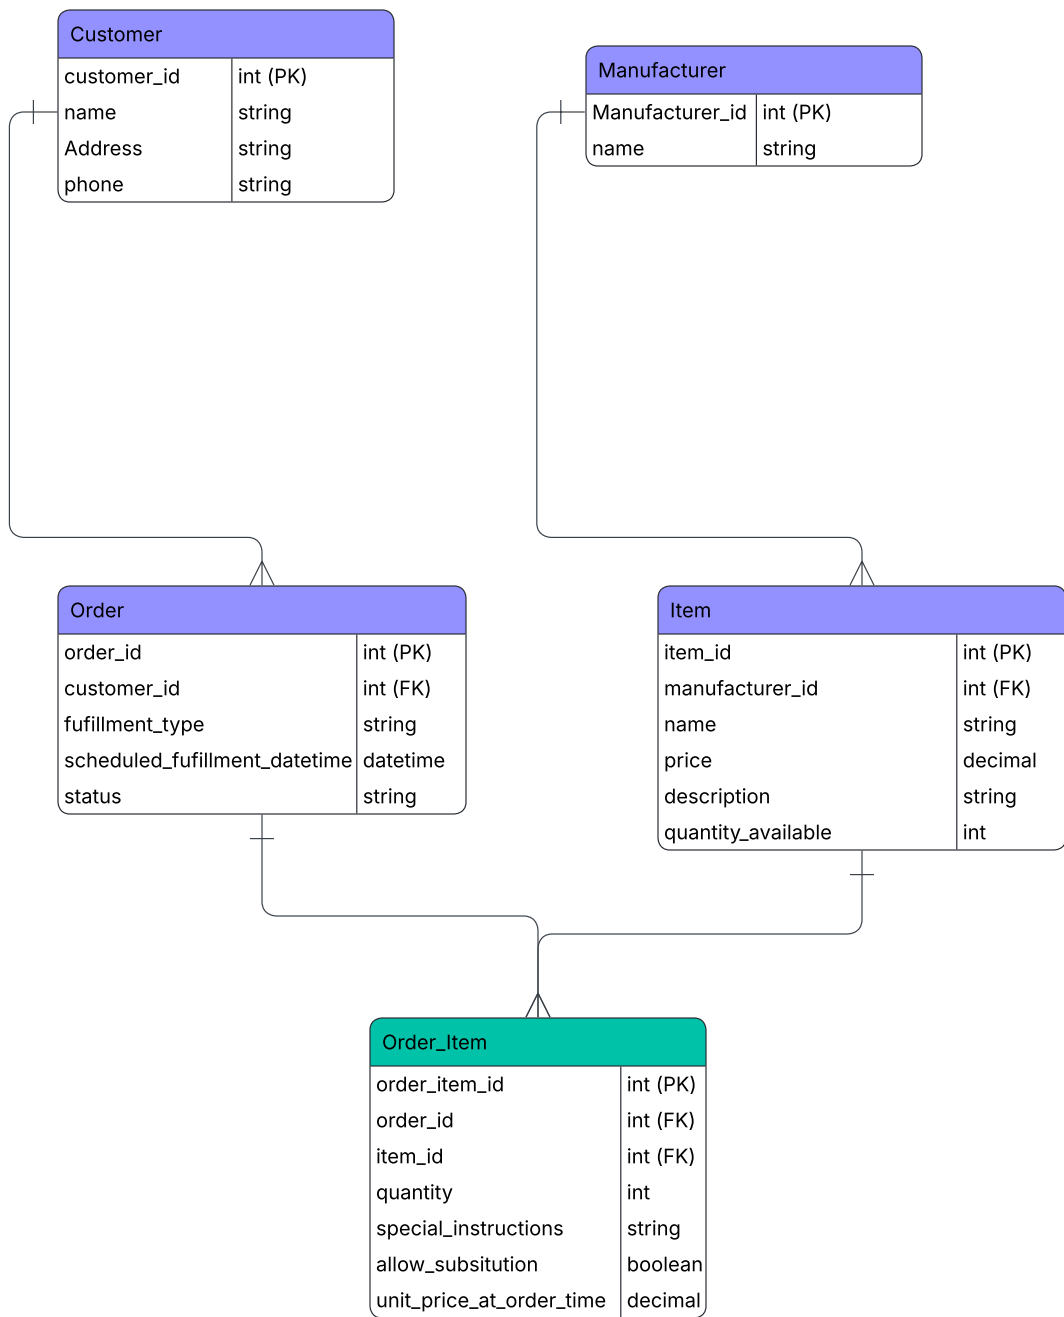 Customer
customer_id int (PK)
name string
Address string
phone string
Manufacturer
Manufacturer_id int (PK)
name string
Order
order_id int (PK)
customer_id int (FK)
fufillment_type string
scheduled_fufillment_datetime datetime
status string
Item
item_id int (PK)
manufacturer_id int (FK)
name string
price decimal
description string
quantity_available int
Order_Item
order_item_id int (PK)
order_id int (FK)
item_id int (FK)
quantity int
special_instructions string
allow_subsitution boolean
unit_price_at_order_time decimal